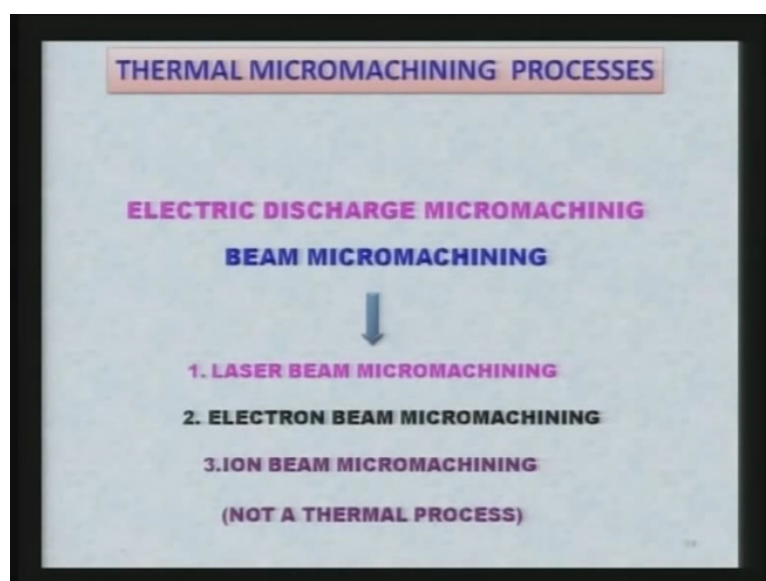 THERMAL MICROMACHINING PROCESSES
ELECTRIC DISCHARGE MICROMACHINIG
BEAM MICROMACHINING
1. LASER BEAM MICROMACHINING
2. ELECTRON BEAM MICROMACHINING
3.ION BEAM MICROMACHINING
(NOT A THERMAL PROCESS)